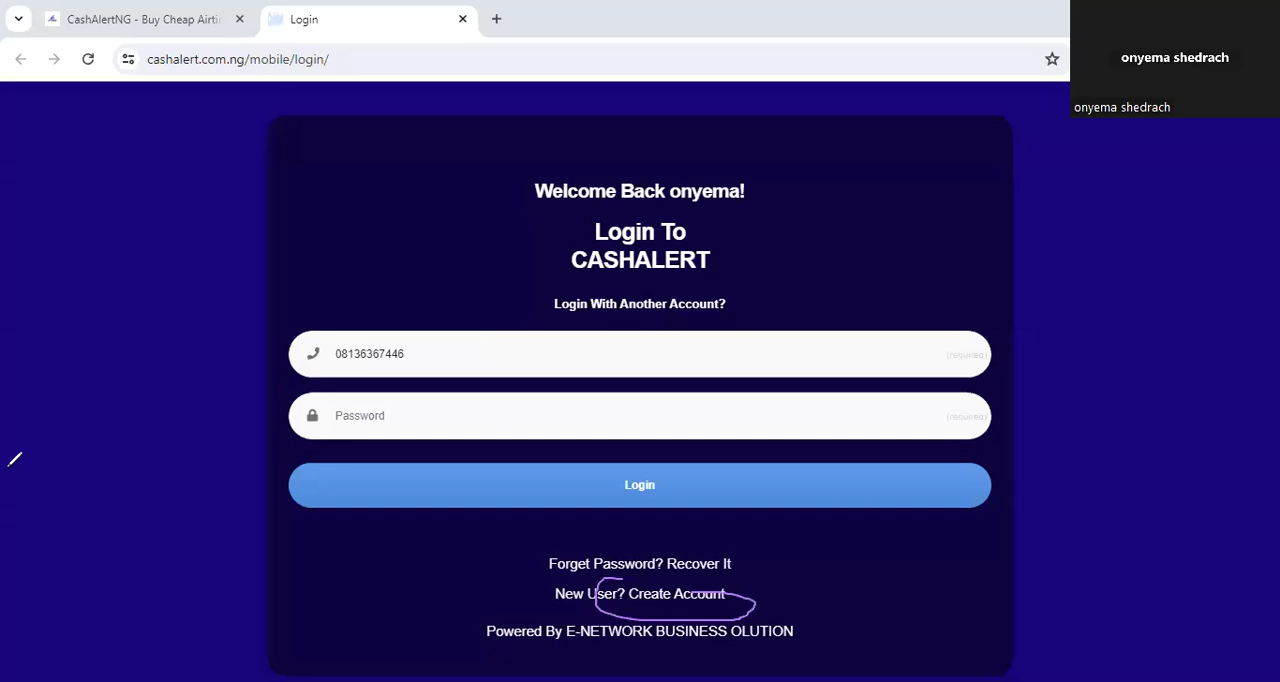 CashAlertNG - Buy Cheap Airti
Login
cashalert.com.ng/mobile/login/
onyema shedrach
onyema shedrach
Welcome Back onyema!
Login To
CASHALERT
Login With Another Account?
08136367446 (required)
Password (required)
Login
Forget Password? Recover It
New User? Create Account
Powered By E-NETWORK BUSINESS OLUTION